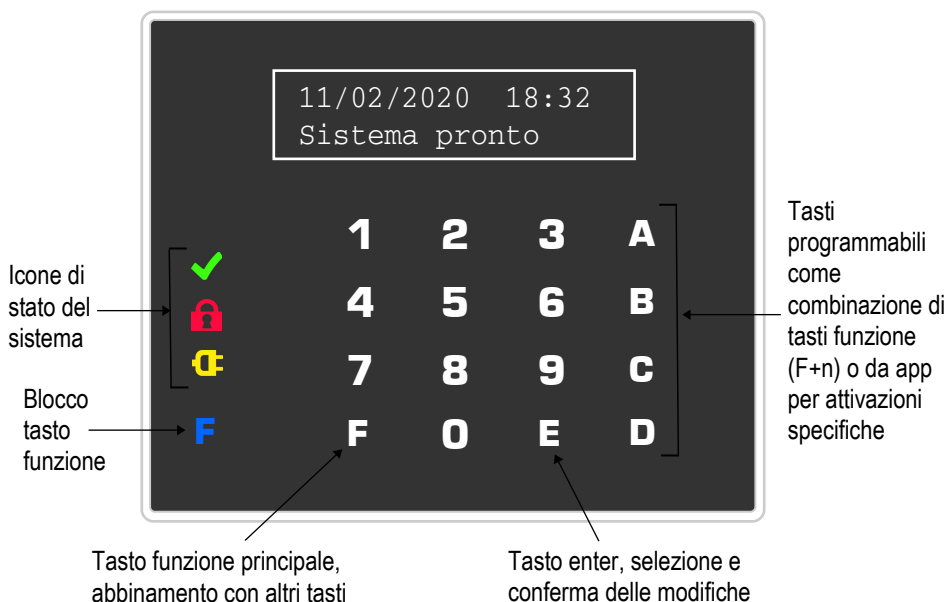 11/02/2020 18:32
Sistema pronto
Icone di
stato del
sistema
Blocco
tasto
funzione
F
1 2 3 A
4 5 6 B
7 8 9 C
F 0 E D
Tasti
programmabili
come
combinazione di
tasti funzione
(F+n) o da app
per attivazioni
specifiche
Tasto funzione principale,
abbinamento con altri tasti
Tasto enter, selezione e
conferma delle modifiche